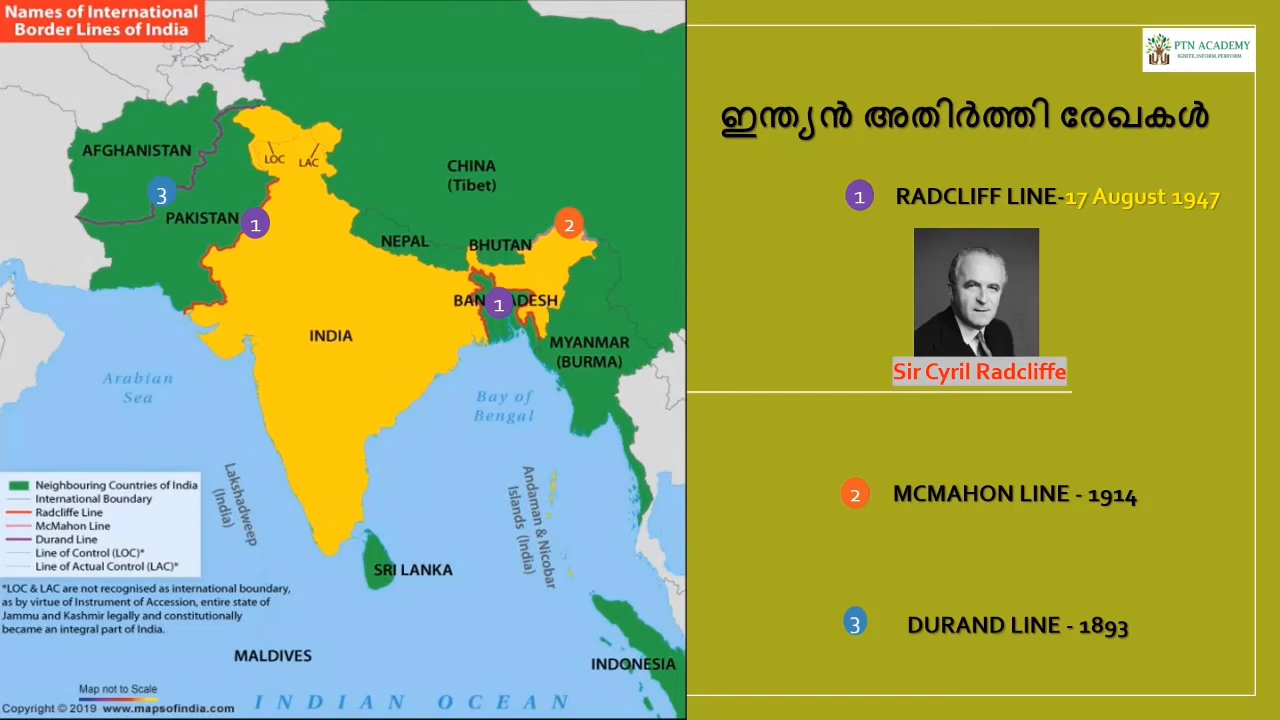 Names of International
Border Lines of India
AFGHANISTAN
LOC
LAC
CHINA
(Tibet)
3
PAKISTAN
1
2
NEPAL
BHUTAN
BAN 1 ADESH
INDIA
MYANMAR
(BURMA)
Arabian
Sea
Bay of
Bengal
Lakshadweep
(India)
Andaman & Nicobar
Islands (India)
Neighbouring Countries of India
International Boundary
Radcliffe Line
McMahon Line
Durand Line
Line of Control (LOC)*
Line of Actual Control (LAC)*
*LOC & LAC are not recognised as international boundary,
as by virtue of Instrument of Accession, entire state of
Jammu and Kashmir legally and constitutionally
became an integral part of India.
SRI LANKA
MALDIVES
INDONESIA
Map not to Scale
INDIAN OCEAN
Copyright © 2019 www.mapsofindia.com
PTN ACADEMY
IGNITE,INFORM,PERFORM
ഇന്ത്യൻ അതിർത്തി രേഖകൾ
1 RADCLIFF LINE-17 August 1947
Sir Cyril Radcliffe
2 MCMAHON LINE - 1914
3 DURAND LINE - 1893